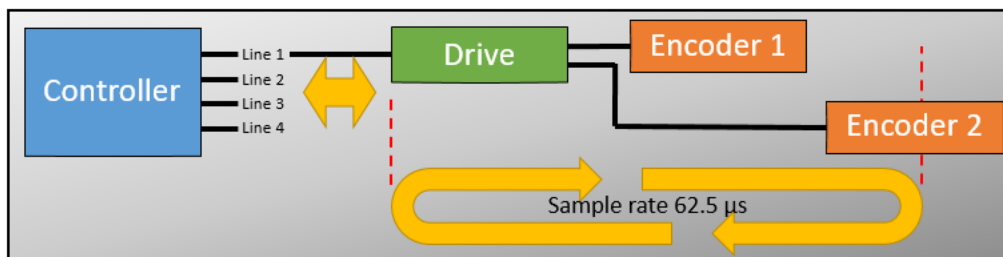 Controller
Line 1
Line 2
Line 3
Line 4
Drive
Encoder 1
Encoder 2
Sample rate 62.5 µs